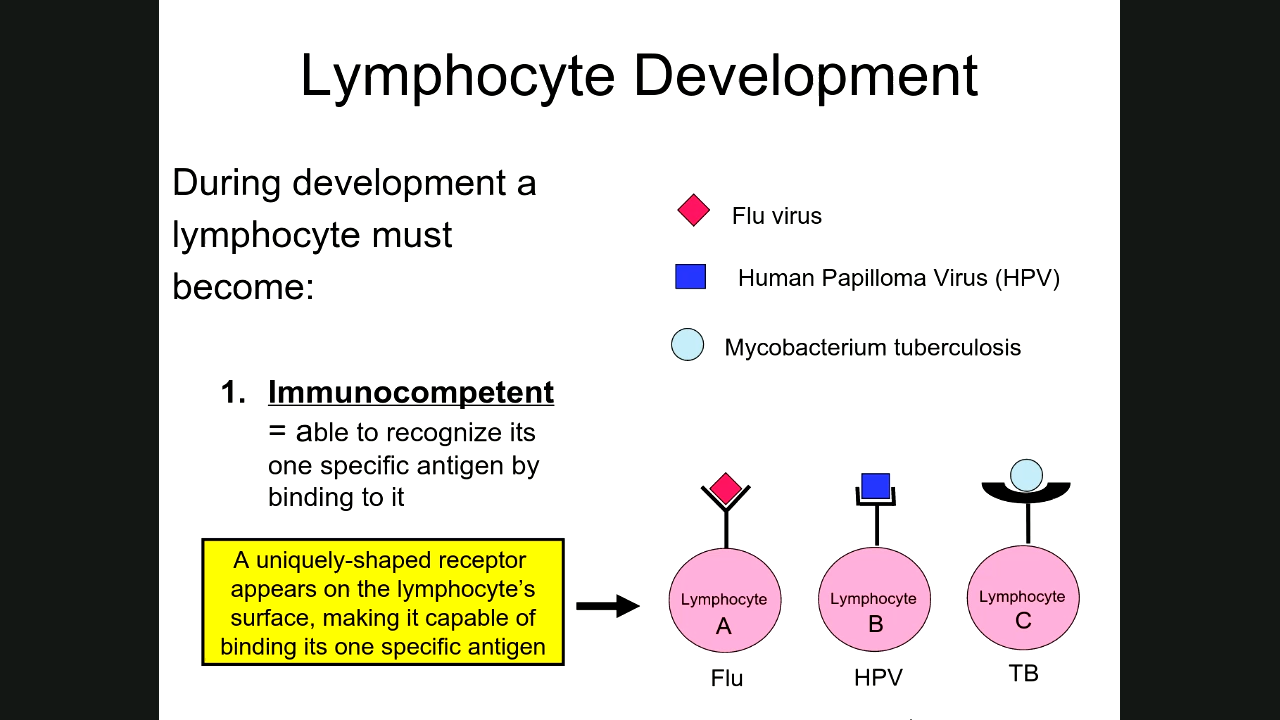 Lymphocyte Development
During development a
lymphocyte must
become:
1. Immunocompetent
= able to recognize its
one specific antigen by
binding to it
A uniquely-shaped receptor
appears on the lymphocyte’s
surface, making it capable of
binding its one specific antigen
Flu virus
Human Papilloma Virus (HPV)
Mycobacterium tuberculosis
Lymphocyte
A
Flu
Lymphocyte
B
HPV
Lymphocyte
C
TB